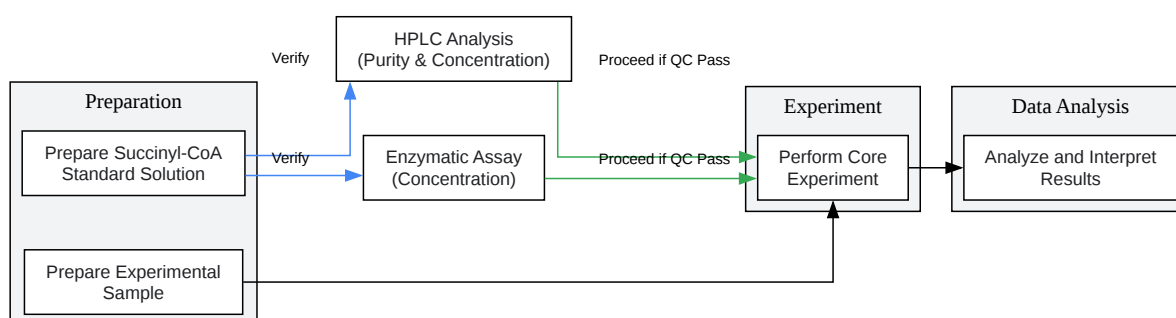 HPLC Analysis
(Purity & Concentration)
Verify
Proceed if QC Pass
Preparation
Experiment
Data Analysis
Prepare Succinyl-CoA
Standard Solution
Verify
Enzymatic Assay
(Concentration)
Proceed if QC Pass
Perform Core
Experiment
Analyze and Interpret
Results
Prepare Experimental
Sample